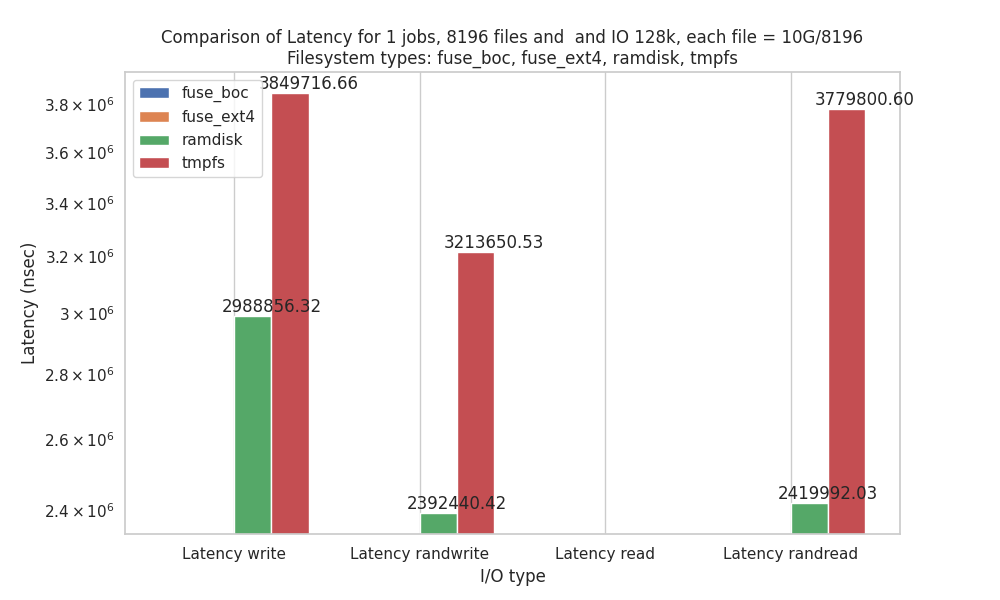 Comparison of Latency for 1 jobs, 8196 files and  and IO 128k, each file = 10G/8196
Filesystem types: fuse_boc, fuse_ext4, ramdisk, tmpfs
fuse_boc
fuse_ext4
ramdisk
tmpfs
3849716.66
3779800.60
3213650.53
2988856.32
2392440.42
2419992.03
3.8 × 10⁶
3.6 × 10⁶
3.4 × 10⁶
3.2 × 10⁶
3 × 10⁶
2.8 × 10⁶
2.6 × 10⁶
2.4 × 10⁶
Latency (nsec)
Latency write
Latency randwrite
Latency read
Latency randread
I/O type